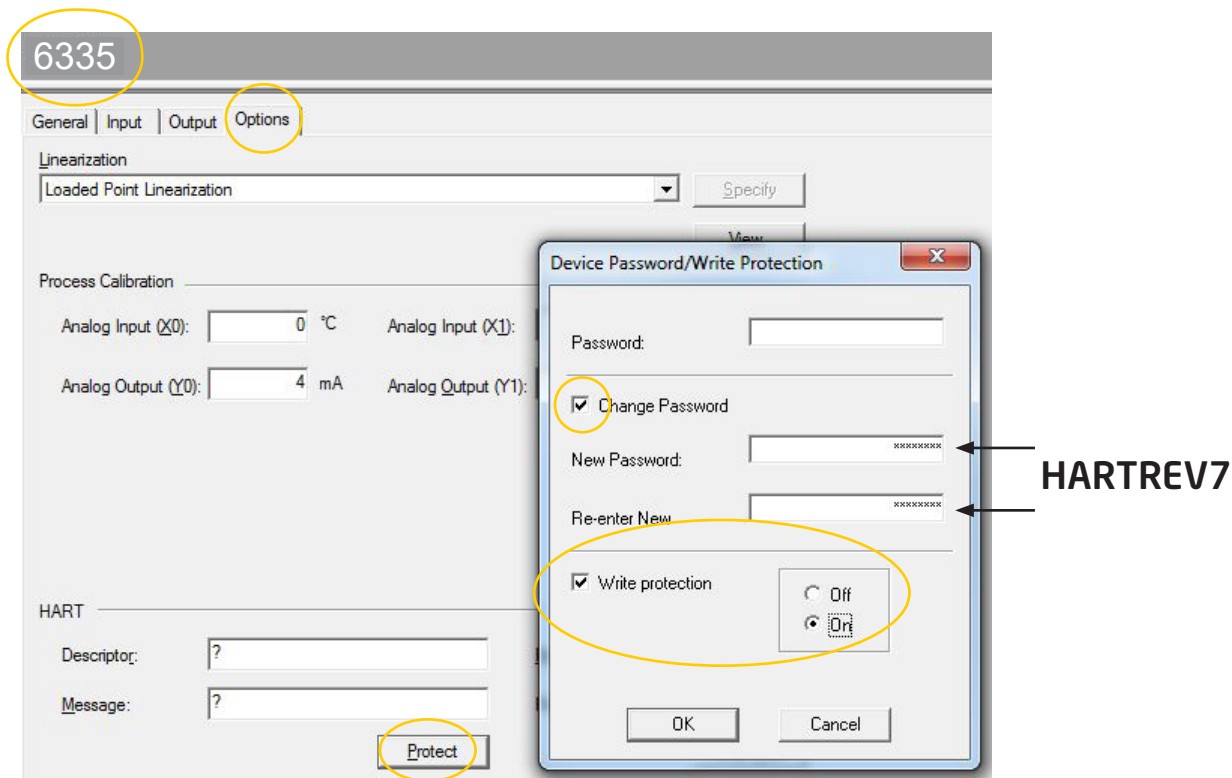 6335
General Input Output Options
Linearization
Loaded Point Linearization Specify
View
Process Calibration
Analog Input (X0): 0 °C Analog Input (X1):
Analog Output (Y0): 4 mA Analog Output (Y1):
HART
Descriptor: ?
Message: ?
Protect
Device Password/Write Protection
Password:
Change Password
New Password: ********
Re-enter New ********
Write protection
Off
On
OK Cancel
HARTREV7